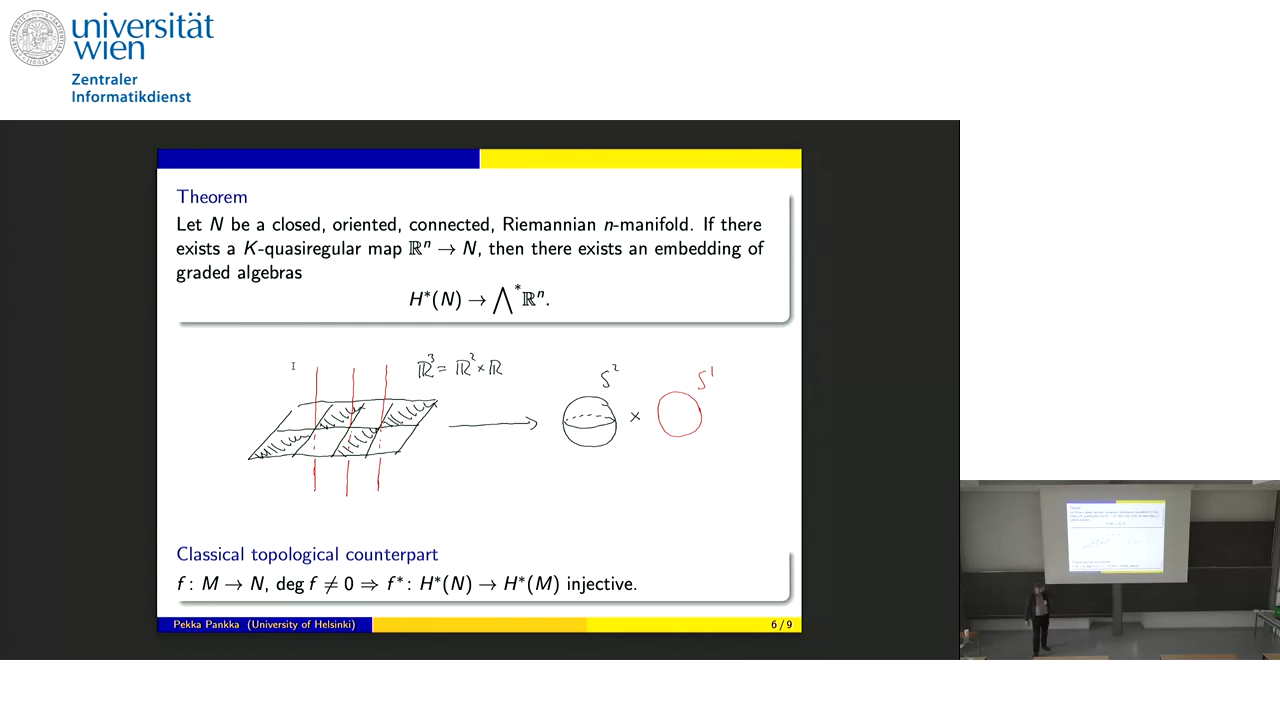 universität
wien
Zentraler
Informatikdienst
Theorem
Let N be a closed, oriented, connected, Riemannian n-manifold. If there
exists a K-quasiregular map ℝⁿ → N, then there exists an embedding of
graded algebras
H*(N) → ⋀*ℝⁿ.
ℝ³ = ℝ² × ℝ
S² × S¹
Classical topological counterpart
f : M → N, deg f ≠ 0 ⇒ f* : H*(N) → H*(M) injective.
Pekka Pankka (University of Helsinki)
6 / 9